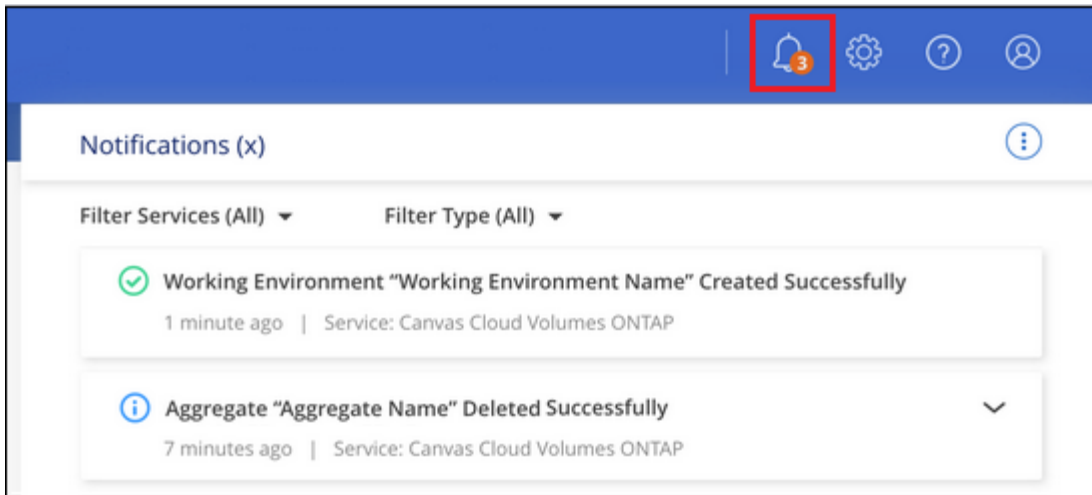 3
Notifications (x)
Filter Services (All) Filter Type (All)
Working Environment “Working Environment Name” Created Successfully
1 minute ago | Service: Canvas Cloud Volumes ONTAP
Aggregate “Aggregate Name” Deleted Successfully
7 minutes ago | Service: Canvas Cloud Volumes ONTAP